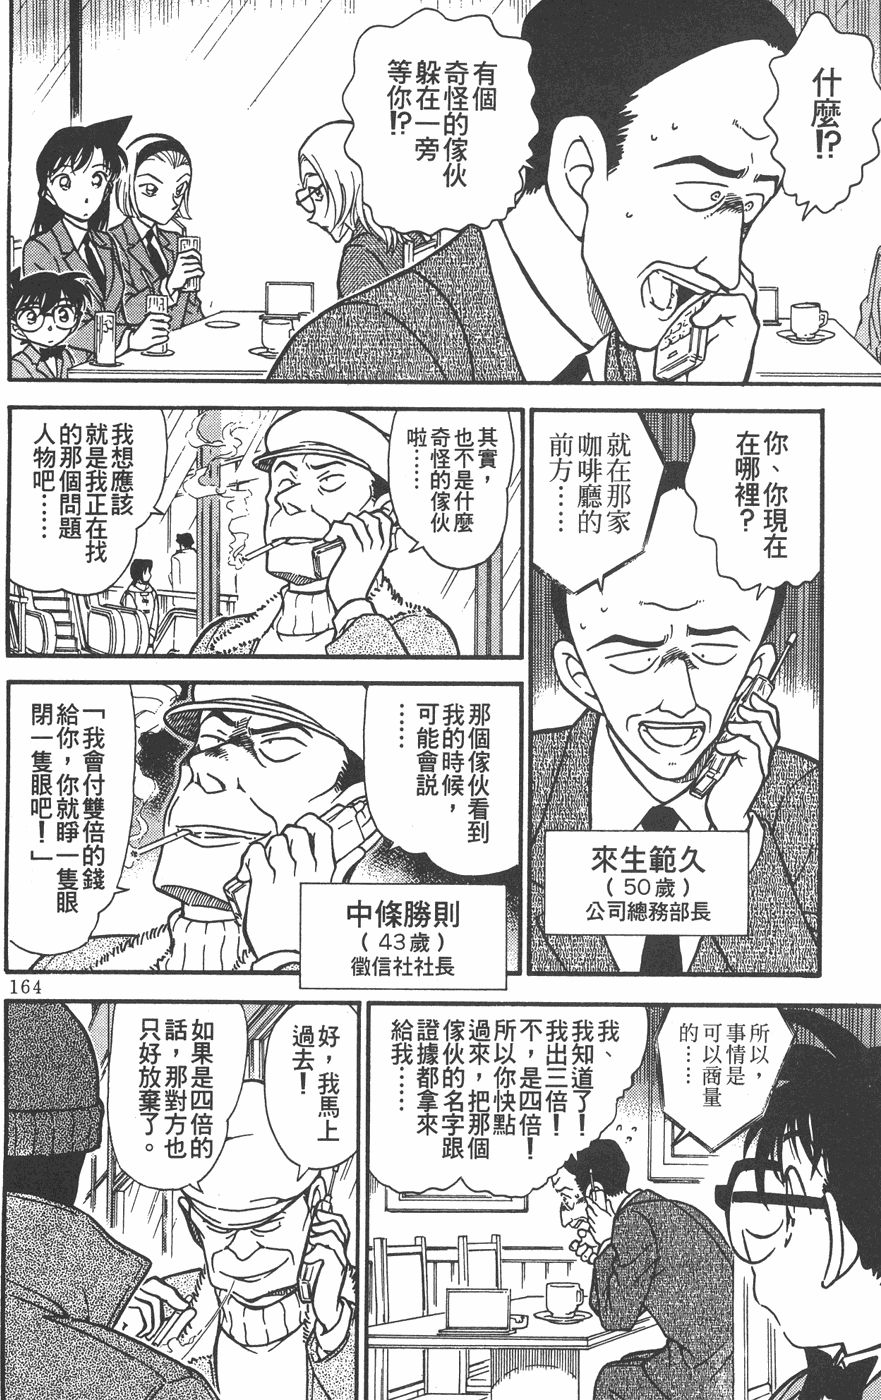 什麼!?
有個
奇怪的傢伙
躲在一旁
等你!?
你、你現在
在哪裡?
就在那家
咖啡廳的
前方……
來生範久
(50歲)
公司總務部長
其實,
也不是什麼
奇怪的傢伙
啦……
我想應該
就是我正在找
的那個問題
人物吧……
那個傢伙看到
我的時候,
可能會說
……
「我會付雙倍的錢
給你,你就睜一隻眼
閉一隻眼吧!」
中條勝則
(43歲)
徵信社社長
164
所以,
事情是
可以商量
的……
我、
我知道了!
我出三倍!
不,是四倍!
所以你快點
過來,把那個
傢伙的名字跟
證據都拿來
給我……
好,我馬上
過去!
如果是四倍的
話,那對方也
只好放棄了。